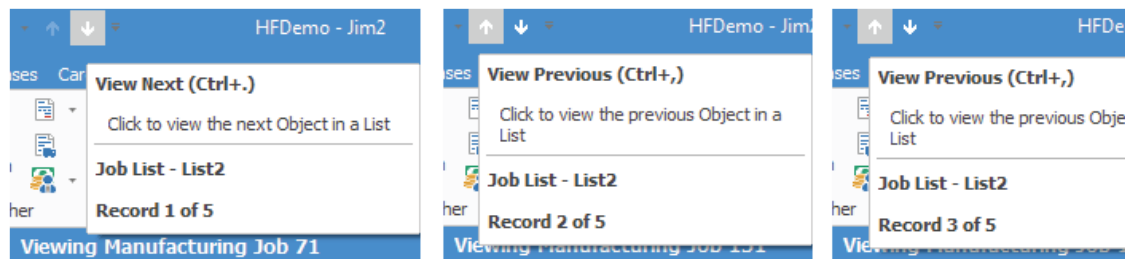 HFDemo - Jim2
ses Car
View Next (Ctrl+.)
Click to view the next Object in a List
Job List - List2
her
Record 1 of 5
Viewing Manufacturing Job 71
HFDemo - Jim
ses
View Previous (Ctrl+,)
Click to view the previous Object in a
List
Job List - List2
her
Record 2 of 5
Viewing Manufacturing Job 151
HFDe
ses
View Previous (Ctrl+,)
Click to view the previous Obje
List
Job List - List2
her
Record 3 of 5
Viewing Manufacturing Job